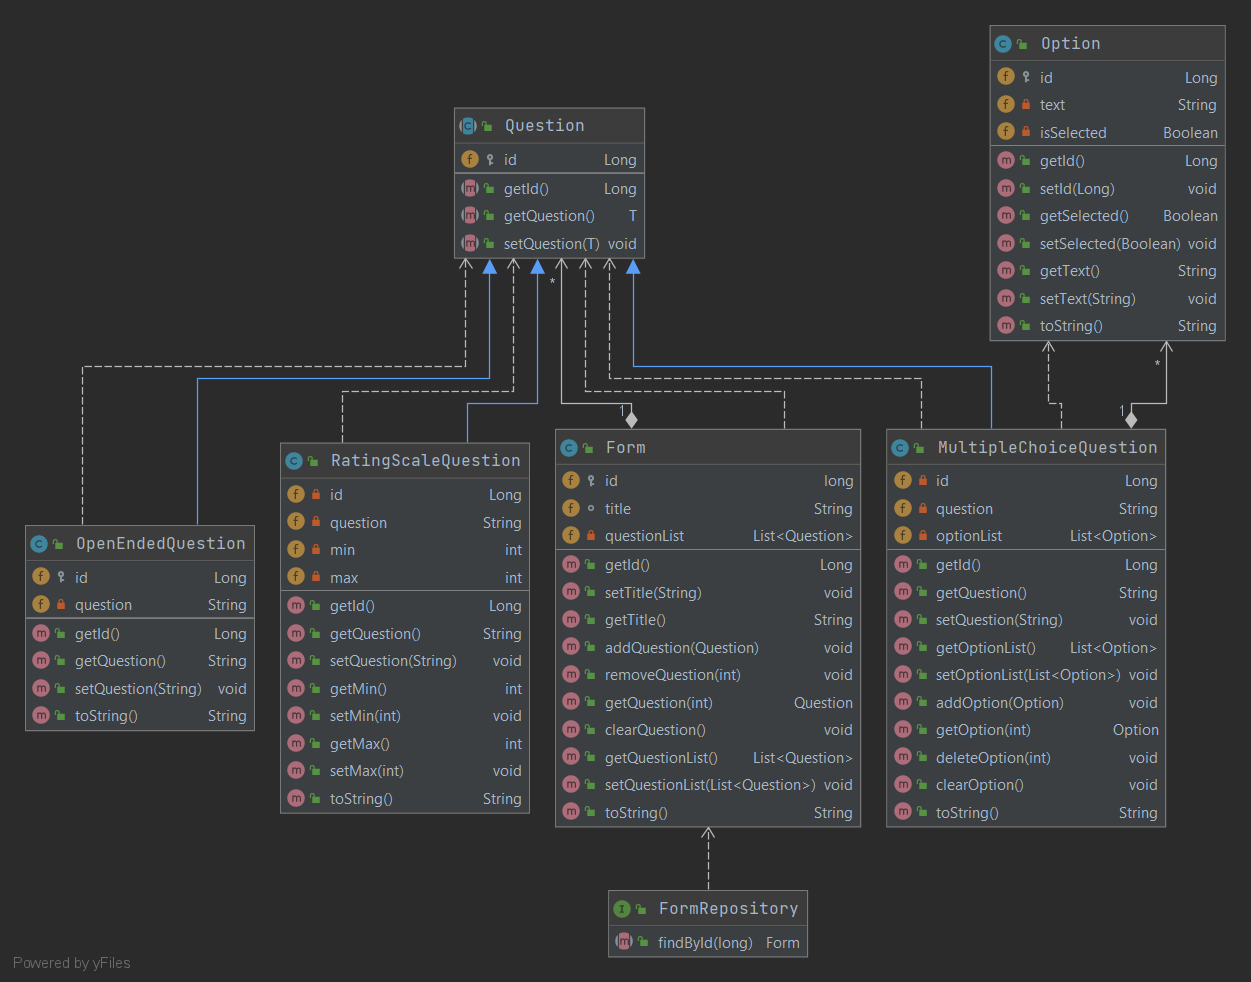 Option
id Long
text String
isSelected Boolean
getId() Long
setId(Long) void
getSelected() Boolean
setSelected(Boolean) void
getText() String
setText(String) void
toString() String
Question
id Long
getId() Long
getQuestion() T
setQuestion(T) void
*
*
1
1
OpenEndedQuestion
id Long
question String
getId() Long
getQuestion() String
setQuestion(String) void
toString() String
RatingScaleQuestion
id Long
question String
min int
max int
getId() Long
getQuestion() String
setQuestion(String) void
getMin() int
setMin(int) void
getMax() int
setMax(int) void
toString() String
Form
id long
title String
questionList List<Question>
getId() Long
setTitle(String) void
getTitle() String
addQuestion(Question) void
removeQuestion(int) void
getQuestion(int) Question
clearQuestion() void
getQuestionList() List<Question>
setQuestionList(List<Question>) void
toString() String
MultipleChoiceQuestion
id Long
question String
optionList List<Option>
getId() Long
getQuestion() String
setQuestion(String) void
getOptionList() List<Option>
setOptionList(List<Option>) void
addOption(Option) void
getOption(int) Option
deleteOption(int) void
clearOption() void
toString() String
FormRepository
findById(long) Form
Powered by yFiles